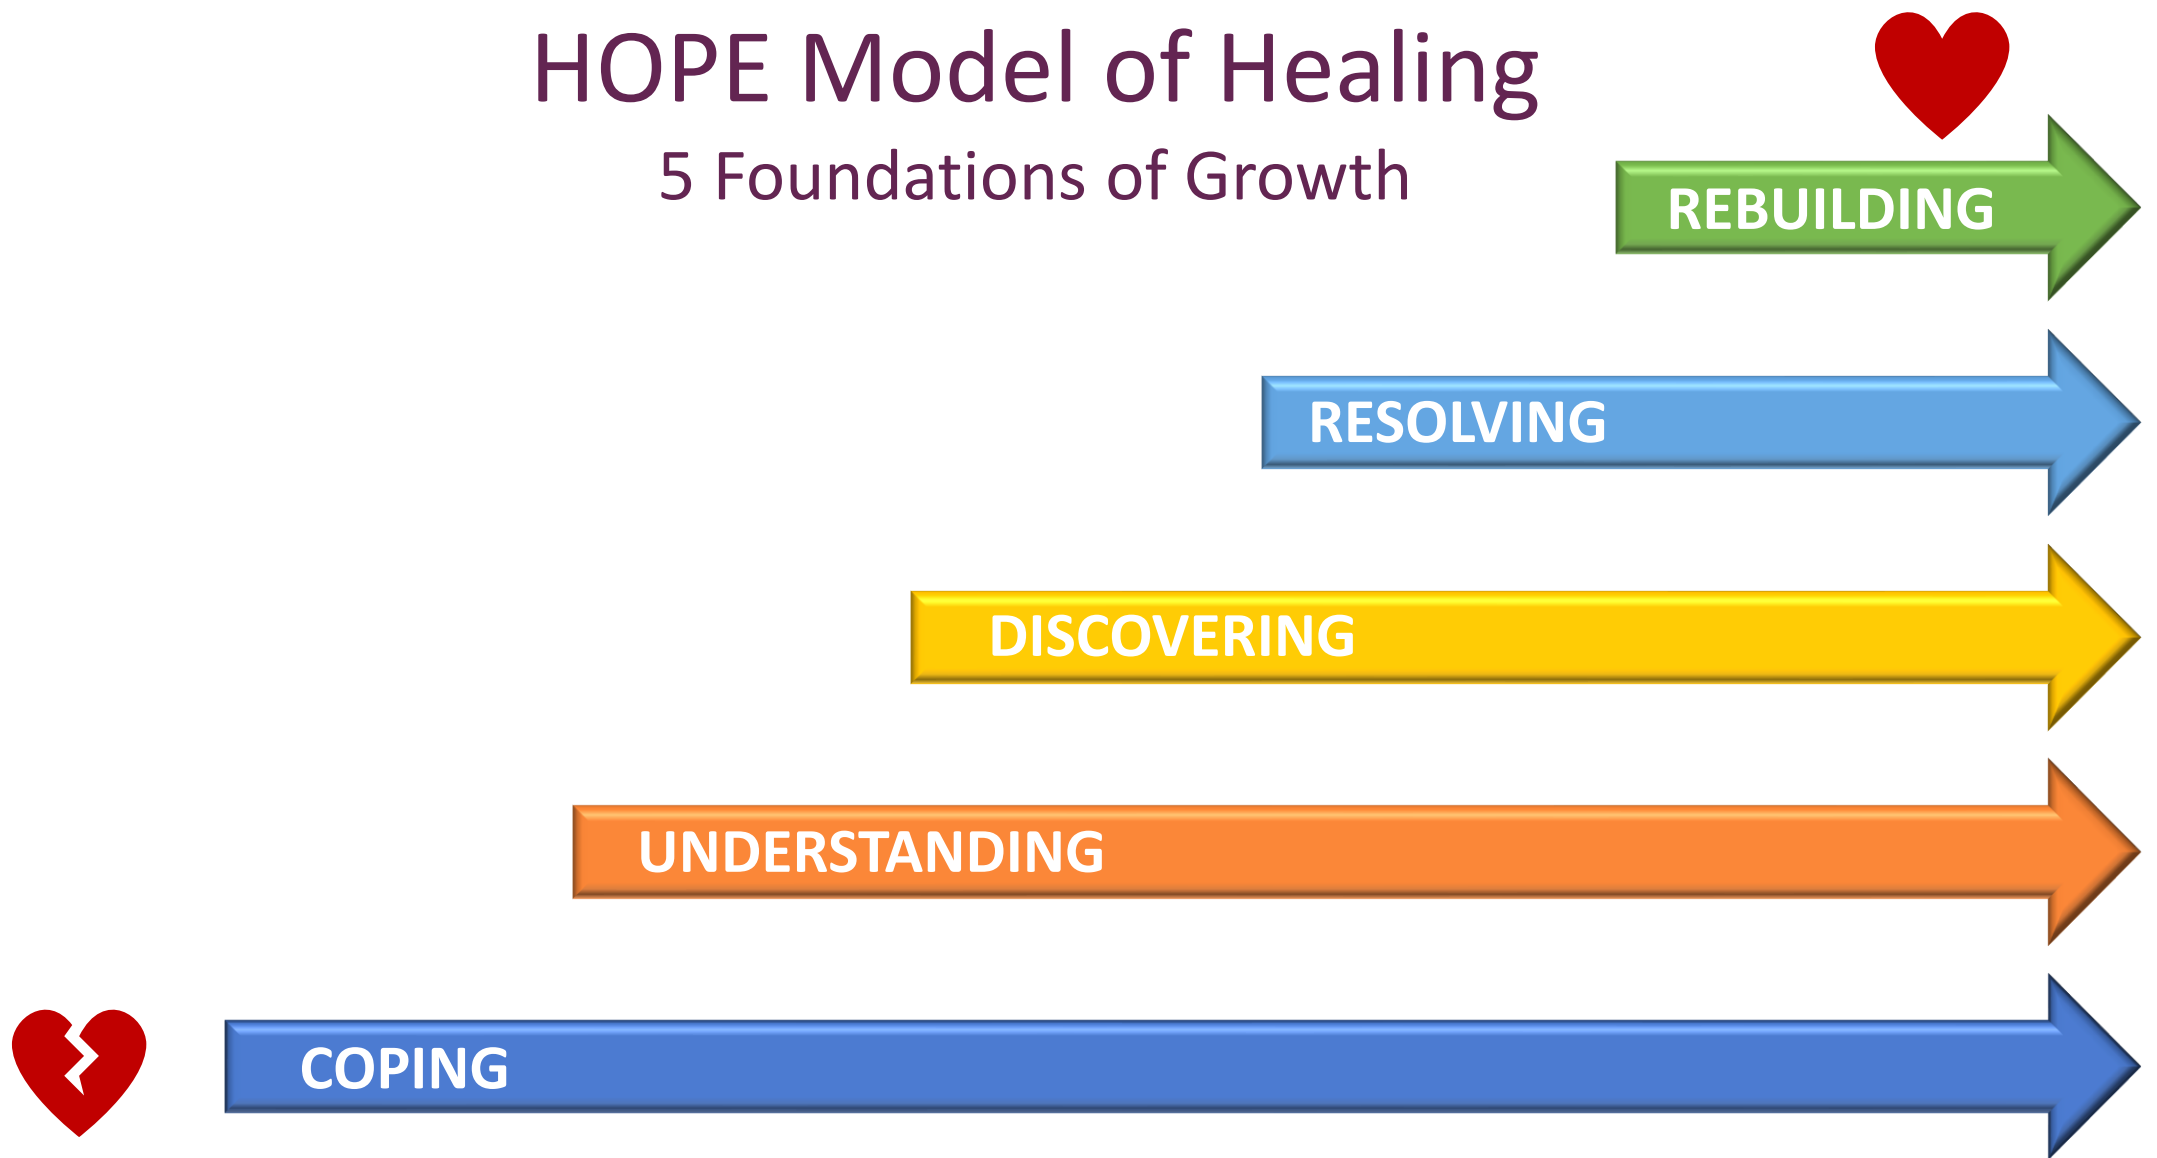 HOPE Model of Healing
5 Foundations of Growth
REBUILDING
RESOLVING
DISCOVERING
UNDERSTANDING
COPING